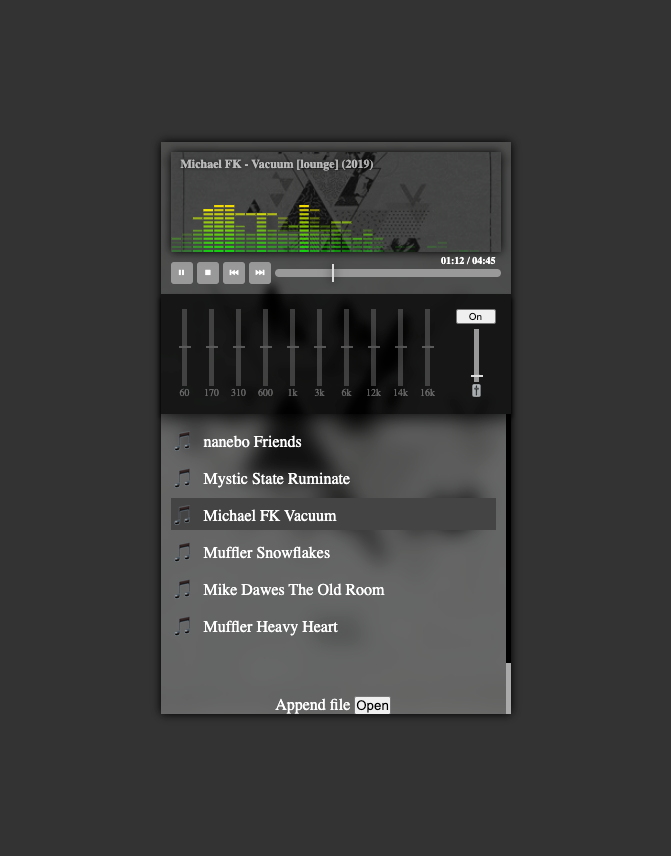 Michael FK - Vacuum [lounge] (2019)
01:12 / 04:45
On
60 170 310 600 1k 3k 6k 12k 14k 16k
nanebo Friends
Mystic State Ruminate
Michael FK Vacuum
Muffler Snowflakes
Mike Dawes The Old Room
Muffler Heavy Heart
Append file Open